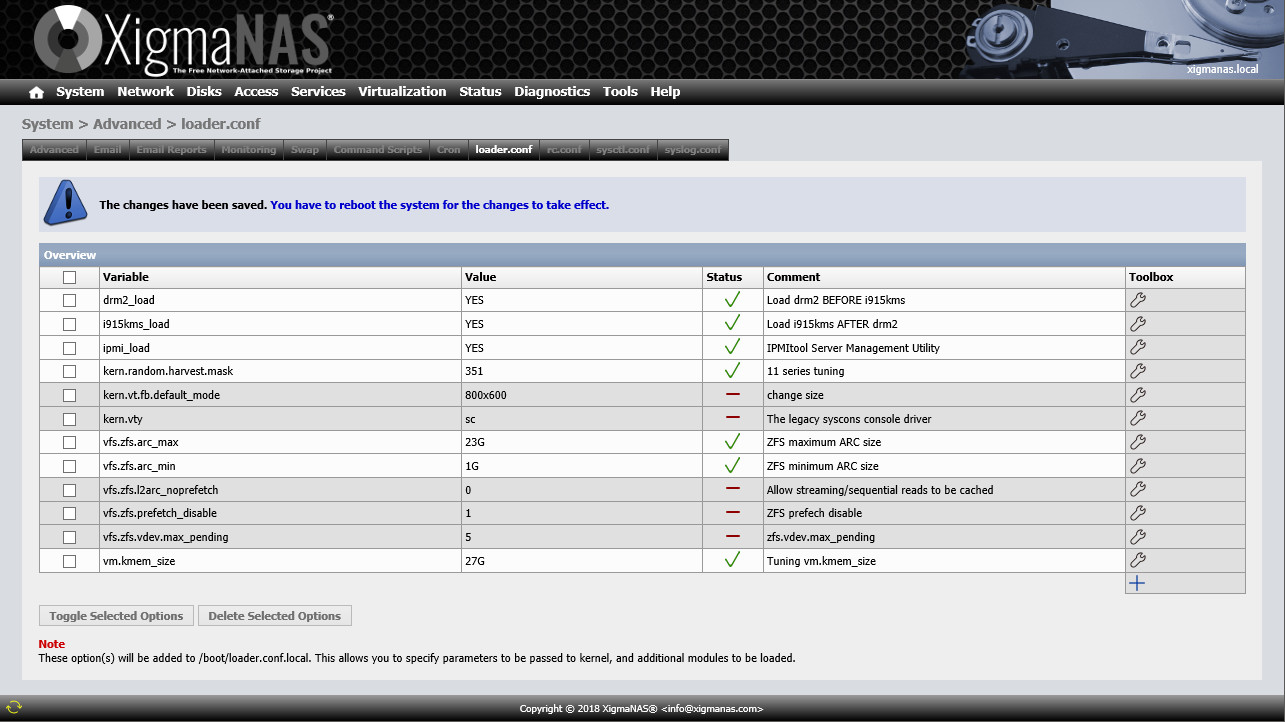 XigmaNAS®
The Free Network-Attached Storage Project
xigmanas.local
System Network Disks Access Services Virtualization Status Diagnostics Tools Help
System > Advanced > loader.conf
Advanced Email Email Reports Monitoring Swap Command Scripts Cron loader.conf rc.conf sysctl.conf syslog.conf
The changes have been saved. You have to reboot the system for the changes to take effect.
Overview
Variable Value Status Comment Toolbox
drm2_load YES Load drm2 BEFORE i915kms
i915kms_load YES Load i915kms AFTER drm2
ipmi_load YES IPMItool Server Management Utility
kern.random.harvest.mask 351 11 series tuning
kern.vt.fb.default_mode 800x600 change size
kern.vty sc The legacy syscons console driver
vfs.zfs.arc_max 23G ZFS maximum ARC size
vfs.zfs.arc_min 1G ZFS minimum ARC size
vfs.zfs.l2arc_noprefetch 0 Allow streaming/sequential reads to be cached
vfs.zfs.prefetch_disable 1 ZFS prefech disable
vfs.zfs.vdev.max_pending 5 zfs.vdev.max_pending
vm.kmem_size 27G Tuning vm.kmem_size
Toggle Selected Options Delete Selected Options
Note
These option(s) will be added to /boot/loader.conf.local. This allows you to specify parameters to be passed to kernel, and additional modules to be loaded.
Copyright © 2018 XigmaNAS® <info@xigmanas.com>